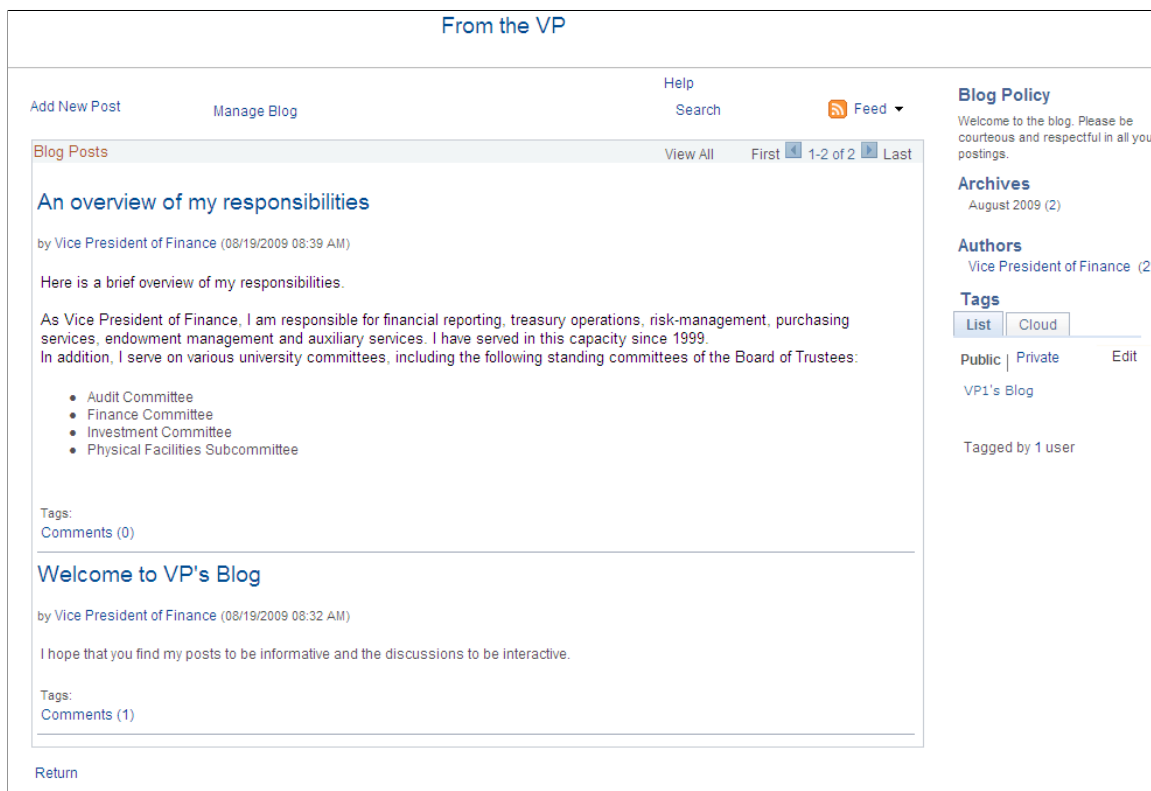 From the VP
Help
Add New Post
Manage Blog
Search
Feed
Blog Posts
View All
First 1-2 of 2 Last
An overview of my responsibilities
by Vice President of Finance (08/19/2009 08:39 AM)
Here is a brief overview of my responsibilities.
As Vice President of Finance, I am responsible for financial reporting, treasury operations, risk-management, purchasing
services, endowment management and auxiliary services. I have served in this capacity since 1999.
In addition, I serve on various university committees, including the following standing committees of the Board of Trustees:
Audit Committee
Finance Committee
Investment Committee
Physical Facilities Subcommittee
Tags:
Comments (0)
Welcome to VP's Blog
by Vice President of Finance (08/19/2009 08:32 AM)
I hope that you find my posts to be informative and the discussions to be interactive.
Tags:
Comments (1)
Return
Blog Policy
Welcome to the blog. Please be
courteous and respectful in all you
postings.
Archives
August 2009 (2)
Authors
Vice President of Finance (2
Tags
List
Cloud
Public | Private
Edit
VP1's Blog
Tagged by 1 user